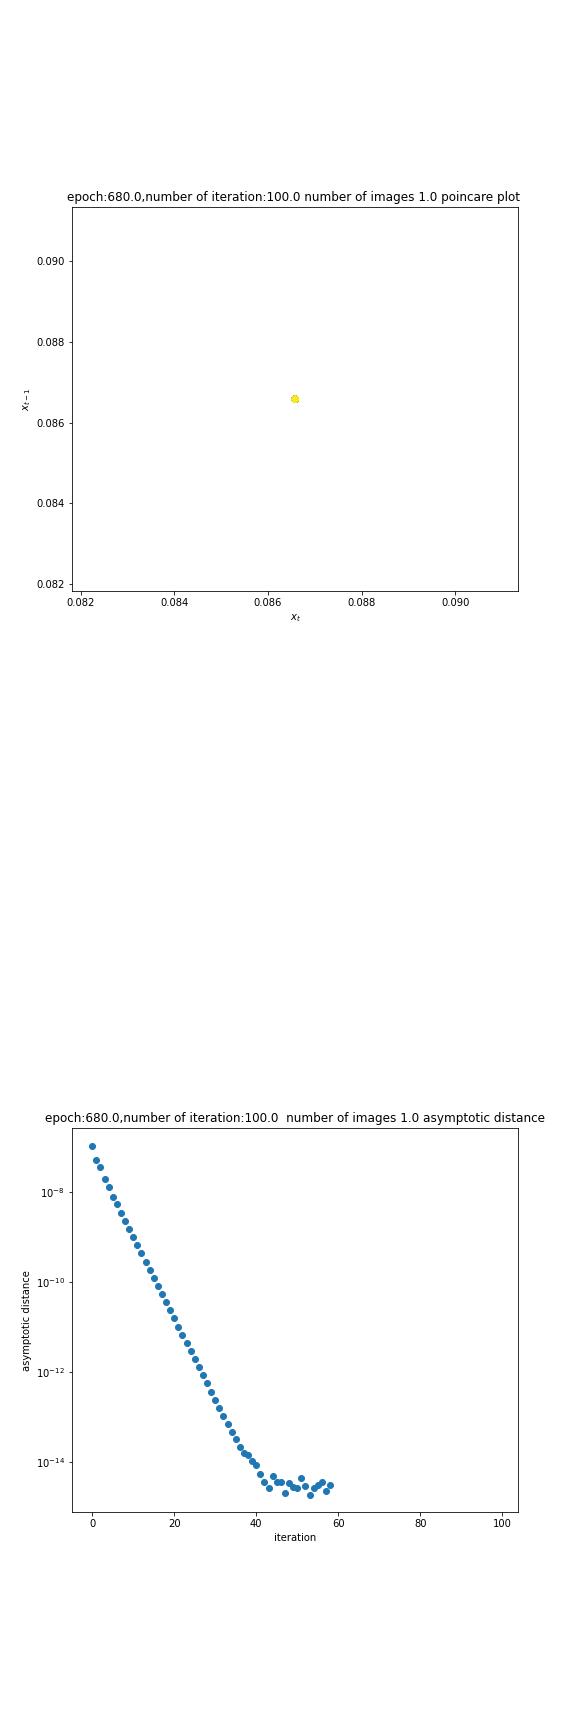 epoch:680.0,number of iteration:100.0 number of images 1.0 poincare plot
0.090
0.088
0.086
0.084
0.082
x_{t-1}
0.082 0.084 0.086 0.088 0.090
x_t
epoch:680.0,number of iteration:100.0  number of images 1.0 asymptotic distance
10^{-8}
10^{-10}
10^{-12}
10^{-14}
asymptotic distance
0 20 40 60 80 100
iteration